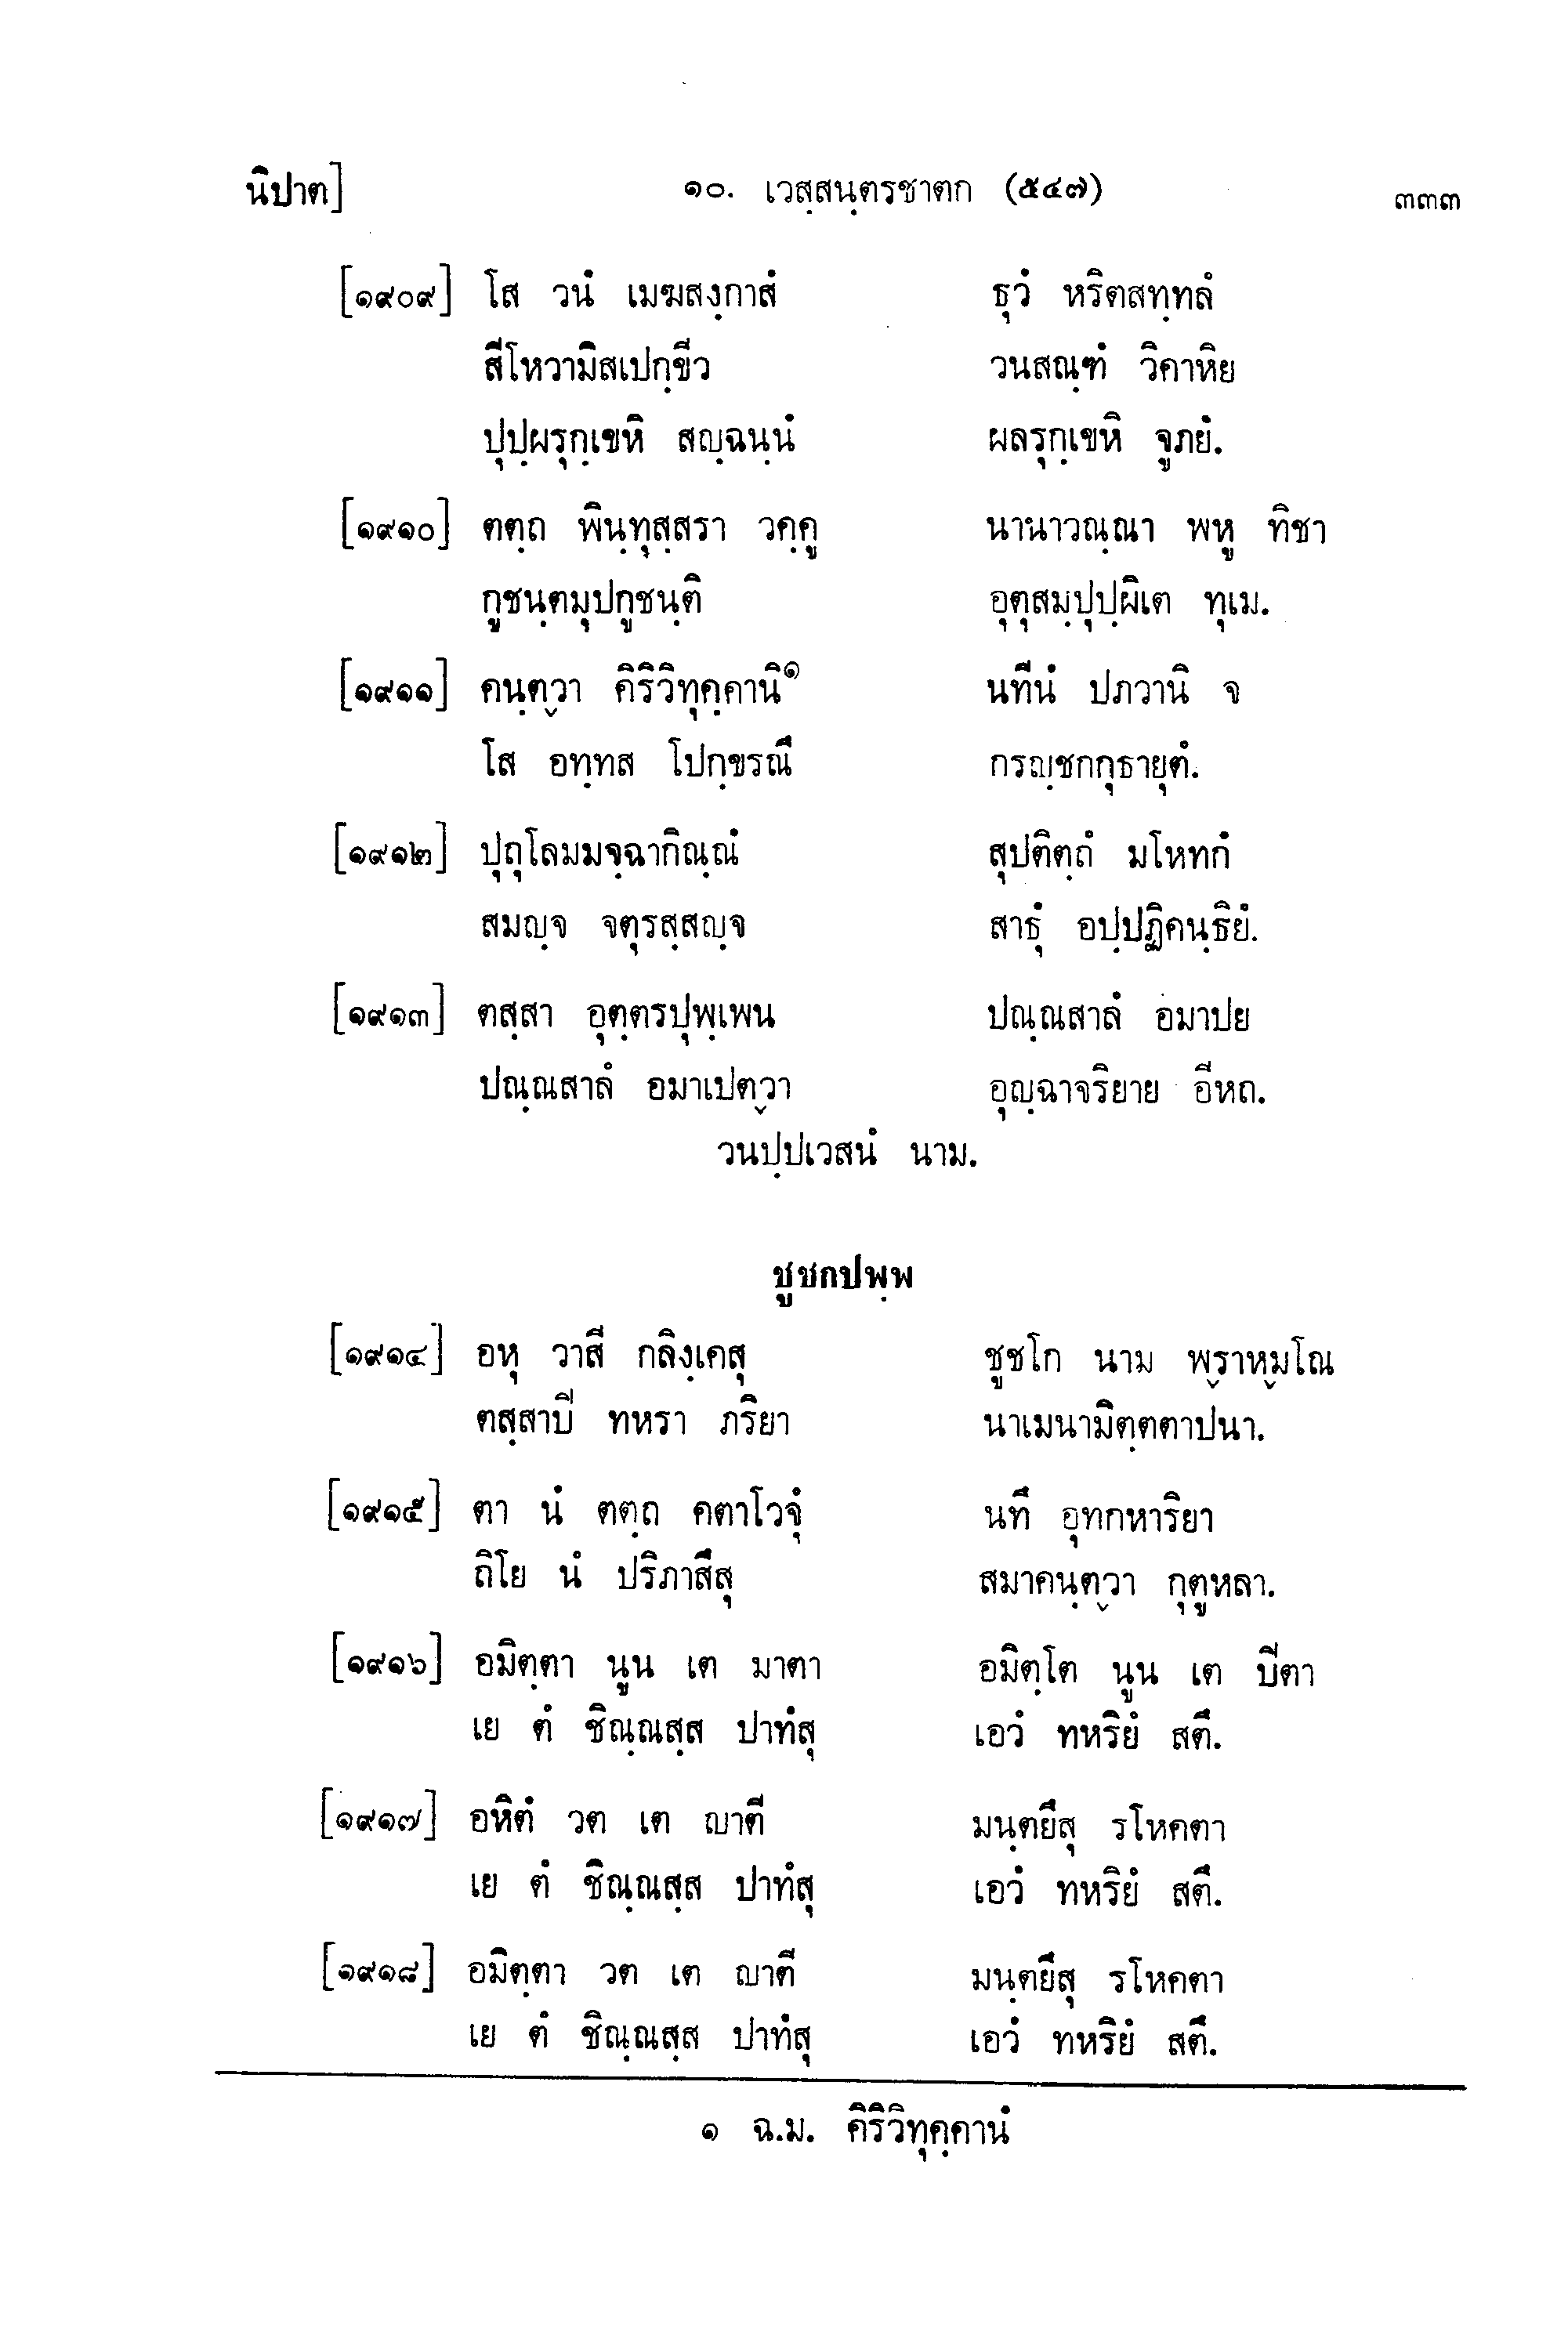 นิปาต] ๑๐. เวสฺสนฺตรชาตก (๕๔๗) ๓๓๓
[๑๙๐๙] โส วนํ เมฆสงฺกาสํ ธุวํ หริตสทฺทลํ
สีโหวามิสเปกฺขีว วนสณฺฑํ วิคาหิย
ปุปฺผรุกฺเขหิ สญฺฉนฺนํ ผลรุกฺเขหิ จูภยํ.
[๑๙๑๐] ตตฺถ พินฺทุสฺสรา วคฺคู นานาวณฺณา พหู ทิชา
กูชนฺตมุปกูชนฺติ อุตุสมฺปุปฺผิเต ทุเม.
[๑๙๑๑] คนฺตฺวา คิริวิทุคฺคานิ๑ นทีนํ ปภวานิ จ
โส อทฺทส โปกฺขรณึ กรญฺชกกุธายุตํ.
[๑๙๑๒] ปุถุโลมมจฺฉากิณฺณํ สุปติตฺถํ มโหทกํ
สมญฺจ จตุรสฺสญฺจ สาธุํ อปฺปฏิคนฺธิยํ.
[๑๙๑๓] ตสฺสา อุตฺตรปุพฺเพน ปณฺณสาลํ อมาปย
ปณฺณสาลํ อมาเปตฺวา อุญฺฉาจริยาย อีหถ.
วนปฺปเวสนํ นาม.
ชูชกปพฺพ
[๑๙๑๔] อหุ วาสี กลิงฺเคสุ ชูชโก นาม พฺราหฺมโณ
ตสฺสาปิ ทหรา ภริยา นาเมนามิตฺตตาปนา.
[๑๙๑๕] ตา นํ ตตฺถ คตาโวจุํ นทึ อุทกหาริยา
ถิโย นํ ปริภาสึสุ สมาคนฺตฺวา กุตูหลา.
[๑๙๑๖] อมิตฺตา นูน เต มาตา อมิตฺโต นูน เต ปิตา
เย ตํ ชิณฺณสฺส ปาทํสุ เอวํ ทหริยํ สตึ.
[๑๙๑๗] อหิตํ วต เต ญาตี มนฺตยึสุ รโหคตา
เย ตํ ชิณฺณสฺส ปาทํสุ เอวํ ทหริยํ สตึ.
[๑๙๑๘] อมิตฺตา วต เต ญาตี มนฺตยึสุ รโหคตา
เย ตํ ชิณฺณสฺส ปาทํสุ เอวํ ทหริยํ สตึ.
๑ ฉ.ม. คิริวิทุคฺคานํ